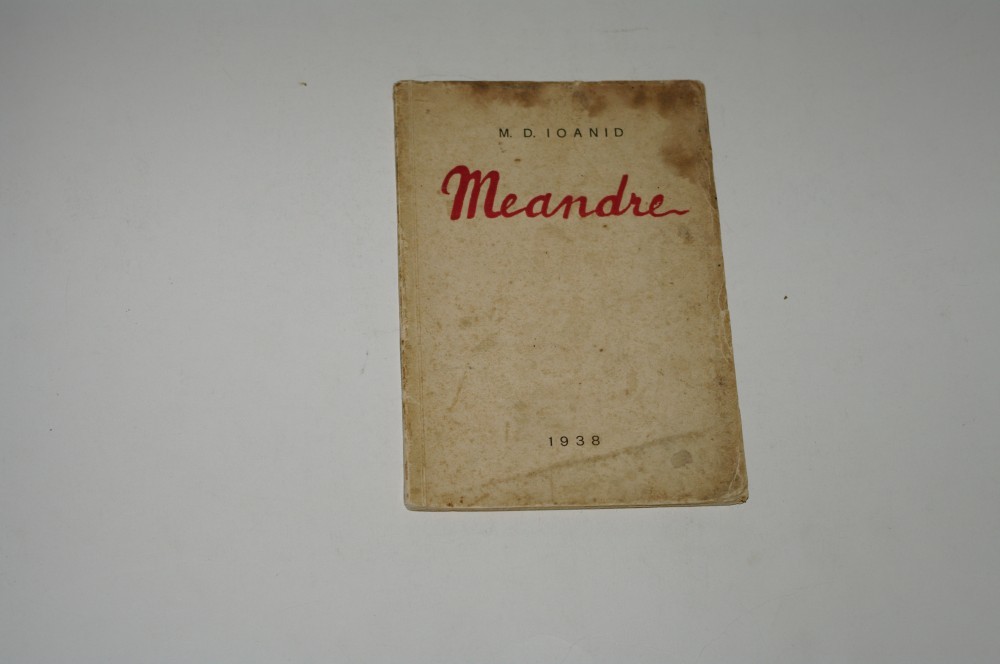 M. D. IOANID
Meandre
1938